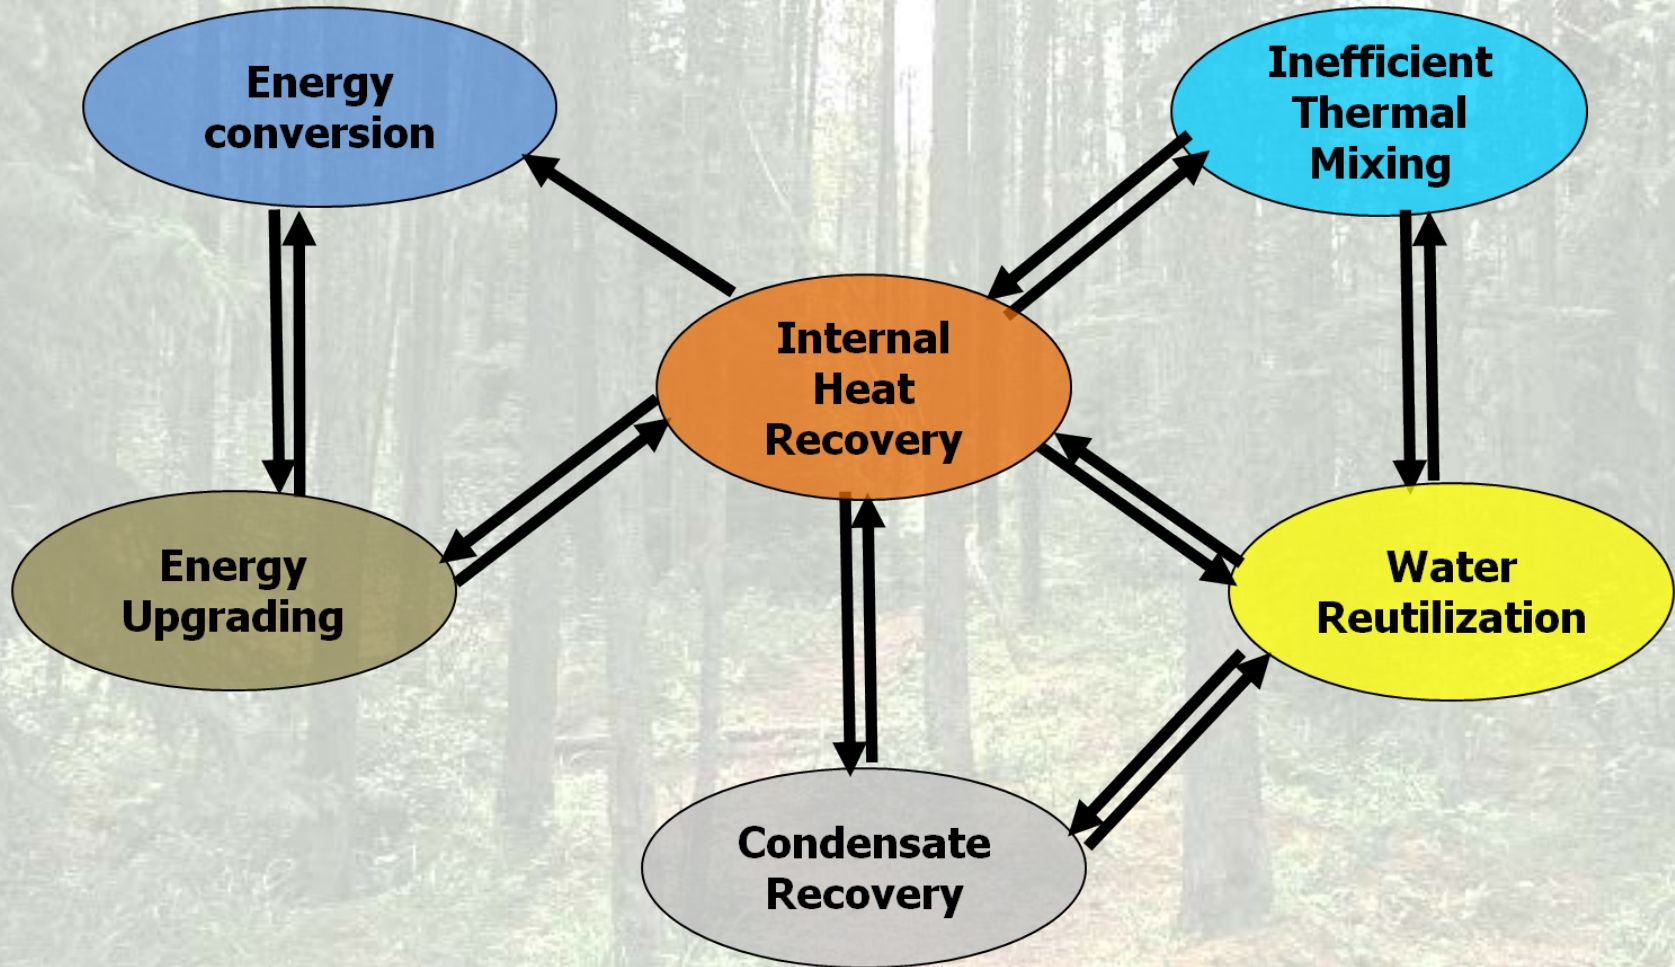 Energy
conversion
Inefficient
Thermal
Mixing
Internal
Heat
Recovery
Energy
Upgrading
Water
Reutilization
Condensate
Recovery